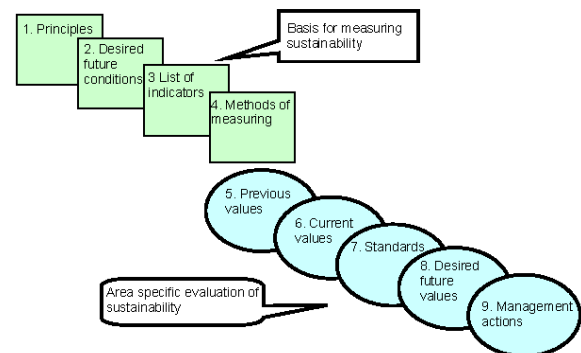 1. Principles
2. Desired
future
conditions
3 List of
indicators
4. Methods of
measuring
Basis for measuring
sustainability
5. Previous
values
6. Current
values
7. Standards
8. Desired
future
values
9. Management
actions
Area specific evaluation of
sustainability